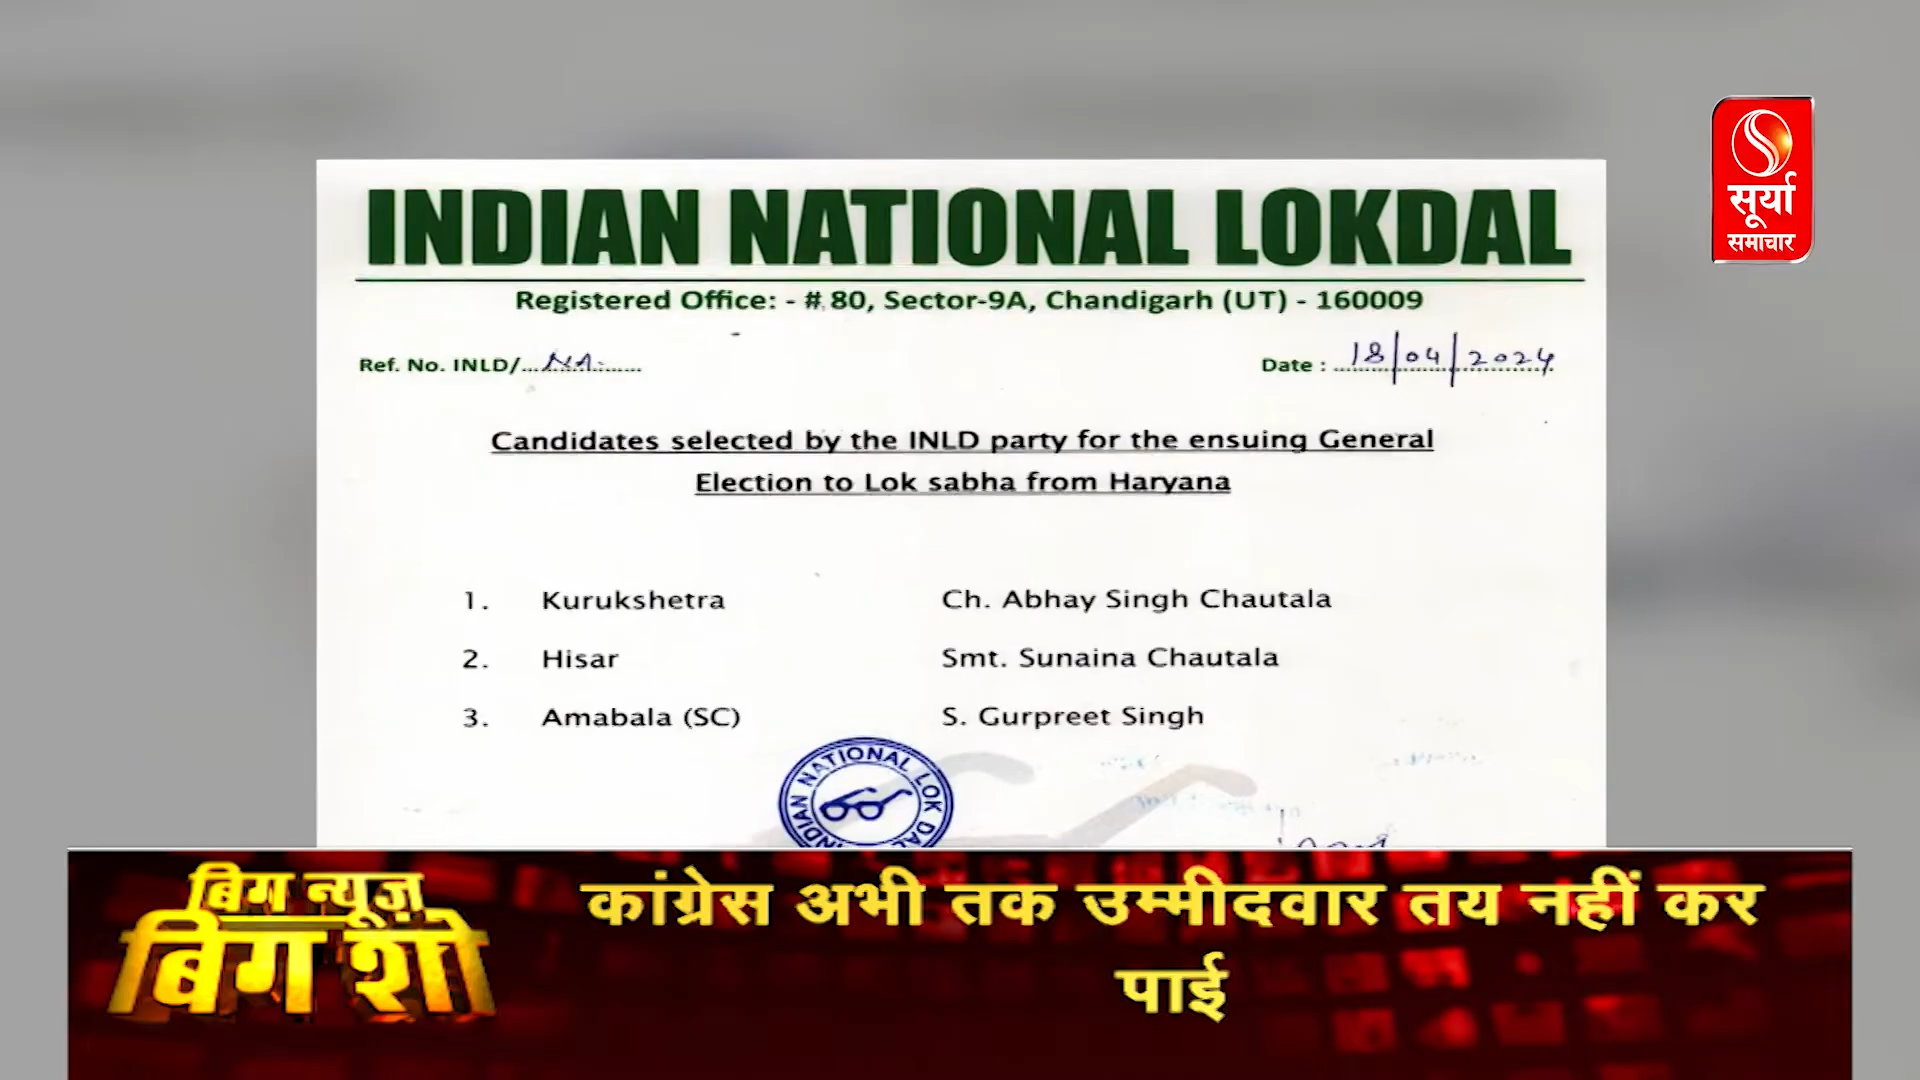 सूर्या
समाचार
INDIAN NATIONAL LOKDAL
Registered Office: - # 80, Sector-9A, Chandigarh (UT) - 160009
Ref. No. INLD/....NA..........
Date : 18/04/2024
Candidates selected by the INLD party for the ensuing General
Election to Lok sabha from Haryana
1. Kurukshetra Ch. Abhay Singh Chautala
2. Hisar Smt. Sunaina Chautala
3. Amabala (SC) S. Gurpreet Singh
INDIAN NATIONAL LOK DAL
बिग न्यूज़
बिग शो
कांग्रेस अभी तक उम्मीदवार तय नहीं कर
पाई